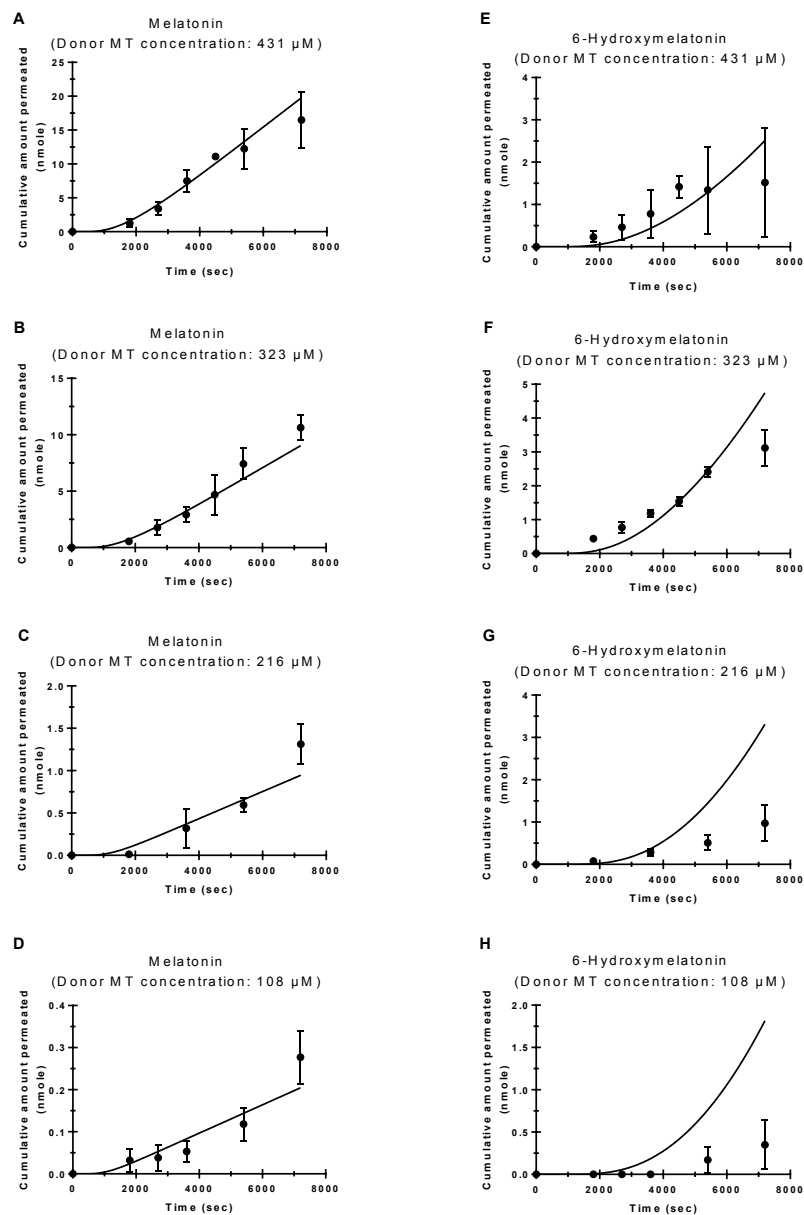 A
Melatonin
(Donor MT concentration: 431 µM)
Cumulative amount permeated
(nmole)
25
20
15
10
5
0
0 2000 4000 6000 8000
Time (sec)
E
6-Hydroxymelatonin
(Donor MT concentration: 431 µM)
Cumulative amount permeated
(nmole)
4
3
2
1
0
0 2000 4000 6000 8000
Time (sec)
B
Melatonin
(Donor MT concentration: 323 µM)
Cumulative amount permeated
(nmole)
15
10
5
0
0 2000 4000 6000 8000
Time (sec)
F
6-Hydroxymelatonin
(Donor MT concentration: 323 µM)
Cumulative amount permeated
(nmole)
5
4
3
2
1
0
0 2000 4000 6000 8000
Time (sec)
C
Melatonin
(Donor MT concentration: 216 µM)
Cumulative amount permeated
(nmole)
2.0
1.5
1.0
0.5
0.0
0 2000 4000 6000 8000
Time (sec)
G
6-Hydroxymelatonin
(Donor MT concentration: 216 µM)
Cumulative amount permeated
(nmole)
4
3
2
1
0
0 2000 4000 6000 8000
Time (sec)
D
Melatonin
(Donor MT concentration: 108 µM)
Cumulative amount permeated
(nmole)
0.4
0.3
0.2
0.1
0.0
0 2000 4000 6000 8000
Time (sec)
H
6-Hydroxymelatonin
(Donor MT concentration: 108 µM)
Cumulative amount permeated
(nmole)
2.0
1.5
1.0
0.5
0.0
0 2000 4000 6000 8000
Time (sec)